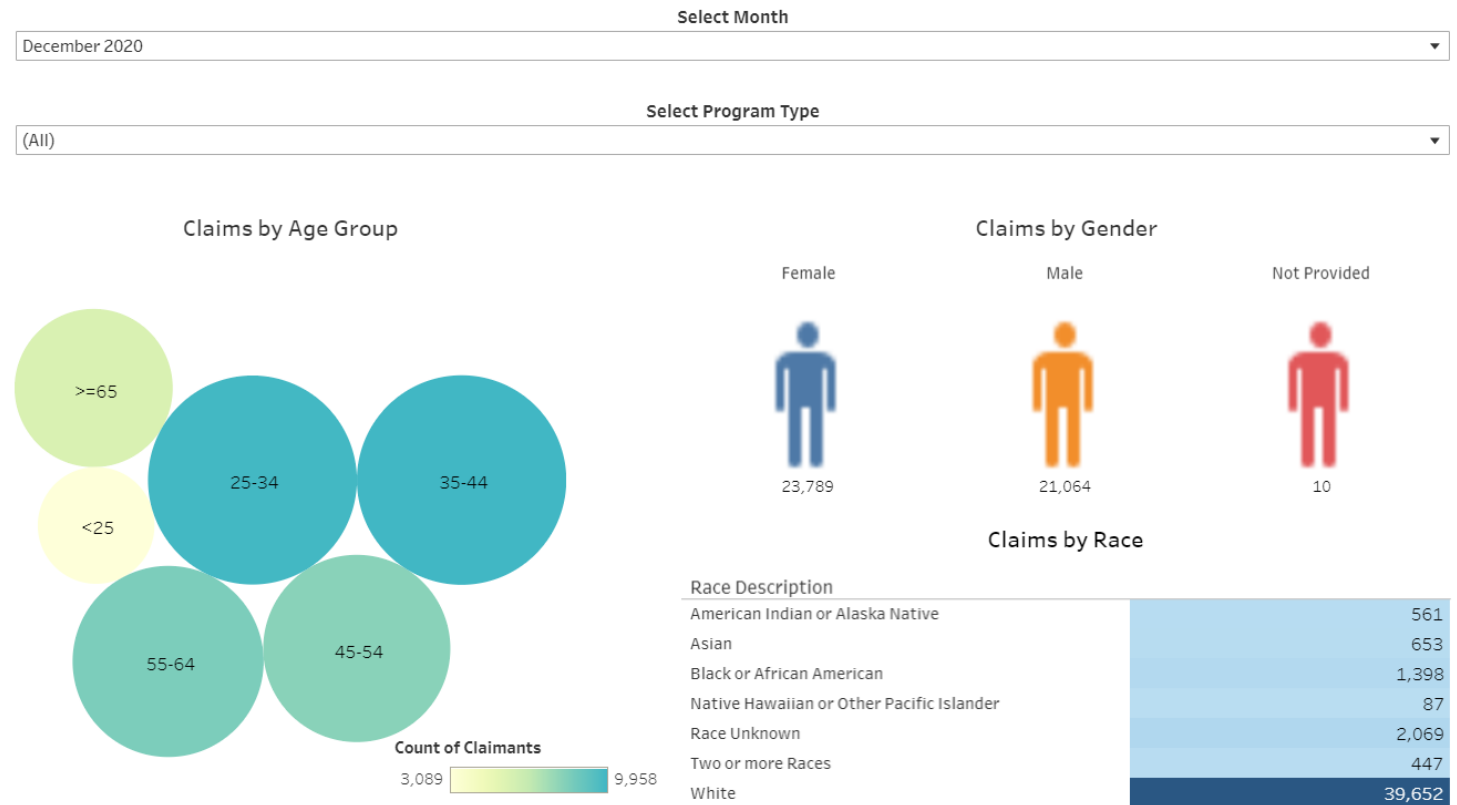 Select Month
December 2020
Select Program Type
(All)
Claims by Age Group
>=65
25-34
35-44
<25
55-64
45-54
Count of Claimants
3,089 9,958
Claims by Gender
Female Male Not Provided
23,789 21,064 10
Claims by Race
Race Description
American Indian or Alaska Native 561
Asian 653
Black or African American 1,398
Native Hawaiian or Other Pacific Islander 87
Race Unknown 2,069
Two or more Races 447
White 39,652